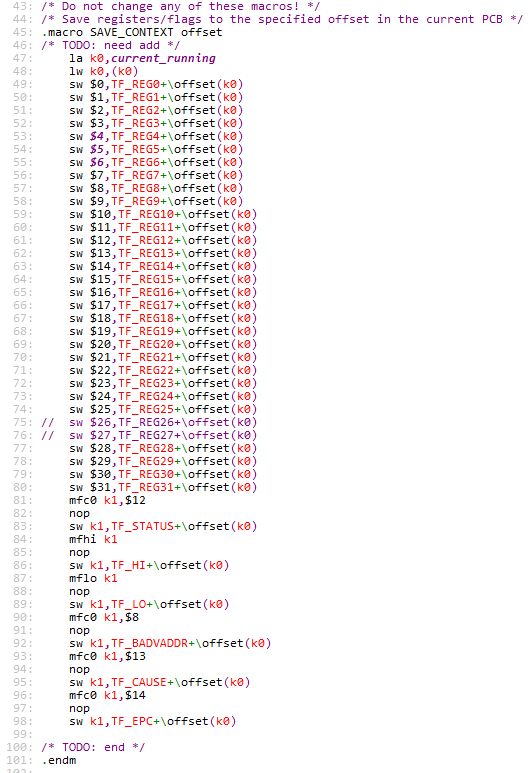 43: /* Do not change any of these macros! */
44: /* Save registers/flags to the specified offset in the current PCB */
45: .macro SAVE_CONTEXT offset
46: /* TODO: need add */
47:     la k0,current_running
48:     lw k0,(k0)
49:     sw $0,TF_REG0+\offset(k0)
50:     sw $1,TF_REG1+\offset(k0)
51:     sw $2,TF_REG2+\offset(k0)
52:     sw $3,TF_REG3+\offset(k0)
53:     sw $4,TF_REG4+\offset(k0)
54:     sw $5,TF_REG5+\offset(k0)
55:     sw $6,TF_REG6+\offset(k0)
56:     sw $7,TF_REG7+\offset(k0)
57:     sw $8,TF_REG8+\offset(k0)
58:     sw $9,TF_REG9+\offset(k0)
59:     sw $10,TF_REG10+\offset(k0)
60:     sw $11,TF_REG11+\offset(k0)
61:     sw $12,TF_REG12+\offset(k0)
62:     sw $13,TF_REG13+\offset(k0)
63:     sw $14,TF_REG14+\offset(k0)
64:     sw $15,TF_REG15+\offset(k0)
65:     sw $16,TF_REG16+\offset(k0)
66:     sw $17,TF_REG17+\offset(k0)
67:     sw $18,TF_REG18+\offset(k0)
68:     sw $19,TF_REG19+\offset(k0)
69:     sw $20,TF_REG20+\offset(k0)
70:     sw $21,TF_REG21+\offset(k0)
71:     sw $22,TF_REG22+\offset(k0)
72:     sw $23,TF_REG23+\offset(k0)
73:     sw $24,TF_REG24+\offset(k0)
74:     sw $25,TF_REG25+\offset(k0)
75: //  sw $26,TF_REG26+\offset(k0)
76: //  sw $27,TF_REG27+\offset(k0)
77:     sw $28,TF_REG28+\offset(k0)
78:     sw $29,TF_REG29+\offset(k0)
79:     sw $30,TF_REG30+\offset(k0)
80:     sw $31,TF_REG31+\offset(k0)
81:     mfc0 k1,$12
82:     nop
83:     sw k1,TF_STATUS+\offset(k0)
84:     mfhi k1
85:     nop
86:     sw k1,TF_HI+\offset(k0)
87:     mflo k1
88:     nop
89:     sw k1,TF_LO+\offset(k0)
90:     mfc0 k1,$8
91:     nop
92:     sw k1,TF_BADVADDR+\offset(k0)
93:     mfc0 k1,$13
94:     nop
95:     sw k1,TF_CAUSE+\offset(k0)
96:     mfc0 k1,$14
97:     nop
98:     sw k1,TF_EPC+\offset(k0)
99:
100: /* TODO: end */
101: .endm